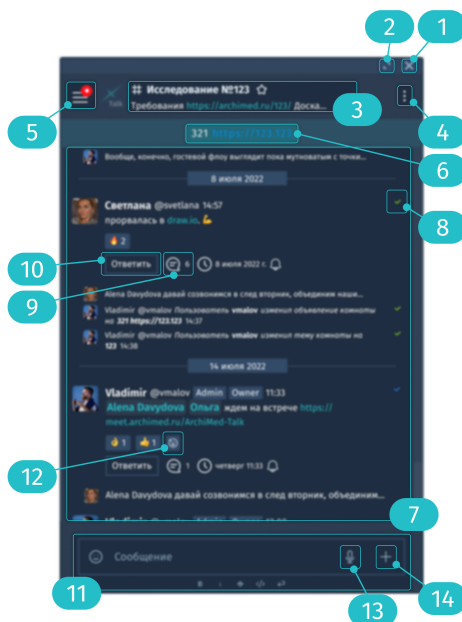 2
1
# Исследование №123
Talk
Требования https://archimed.ru/123/ Доска...
3
5
4
321 https://123.123
6
Вообще, конечно, гостевой флоу выглядит пока мутноватым с точки...
8 июля 2022
Светлана @svetlana 14:57
прорвалась в draw.io. 💪
8
🔥 2
10
Ответить
6
8 июля 2022 г.
9
Alena Davydova давай созвонимся в след вторник, объединим наши...
Vladimir @vmalov Пользователь vmalov изменил объявление комнаты
на 321 https://123.123 14:37
Vladimir @vmalov Пользователь vmalov изменил тему комнаты на
123 14:38
14 июля 2022
Vladimir @vmalov Admin Owner 11:33
Alena Davydova Ольга ждем на встрече https://
meet.archimed.ru/ArchiMed-Talk
👌 1 👍 1
12
Ответить
1
четверг 11:33
Alena Davydova давай созвонимся в след вторник, объединим...
7
Сообщение
11
13
14